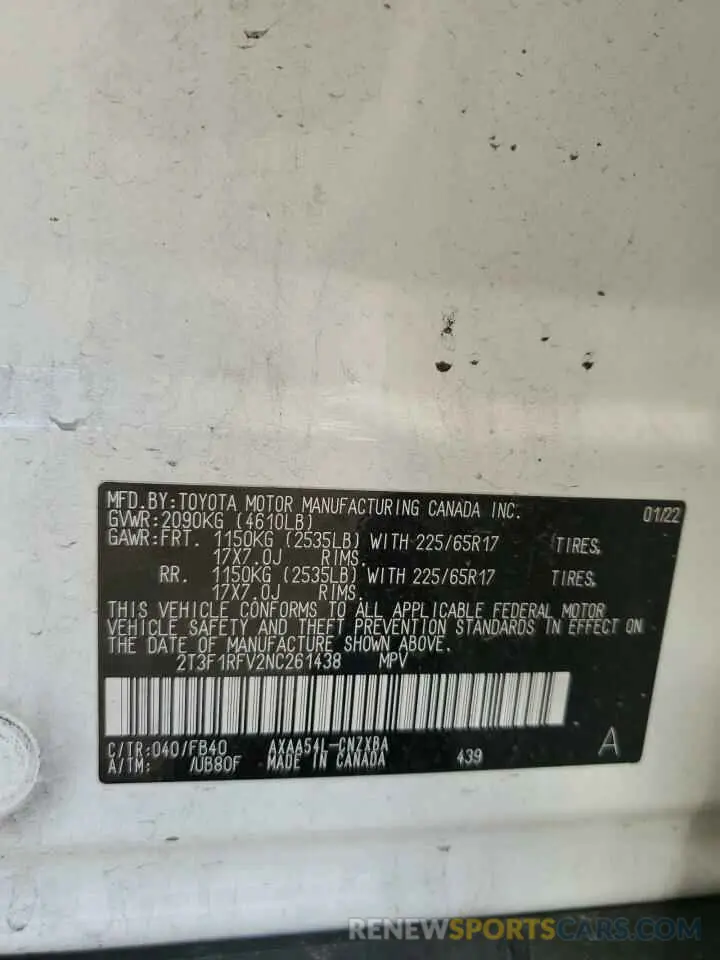 MFD.BY:TOYOTA MOTOR MANUFACTURING CANADA INC. 01/22
GVWR:2090KG (4610LB)
GAWR:FRT. 1150KG (2535LB) WITH 225/65R17 TIRES,
17X7.0J RIMS.
RR. 1150KG (2535LB) WITH 225/65R17 TIRES,
17X7.0J RIMS.
THIS VEHICLE CONFORMS TO ALL APPLICABLE FEDERAL MOTOR
VEHICLE SAFETY AND THEFT PREVENTION STANDARDS IN EFFECT ON
THE DATE OF MANUFACTURE SHOWN ABOVE.
2T3F1RFV2NC261438 MPV
C/TR:040/FB40 AXAA54L-CNZXBA
A/TM: /UB80F MADE IN CANADA 439 A
RENEWSPORTSCARS.COM